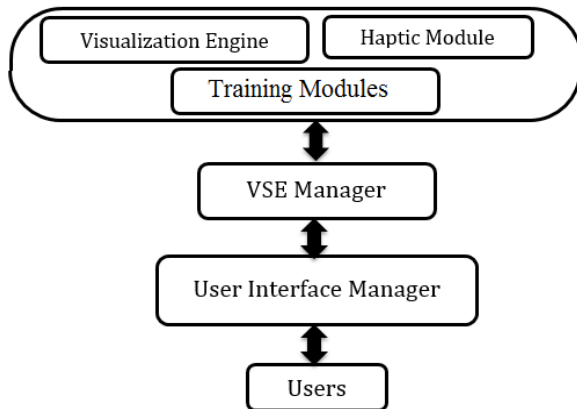 Visualization Engine
Haptic Module
Training Modules
VSE Manager
User Interface Manager
Users